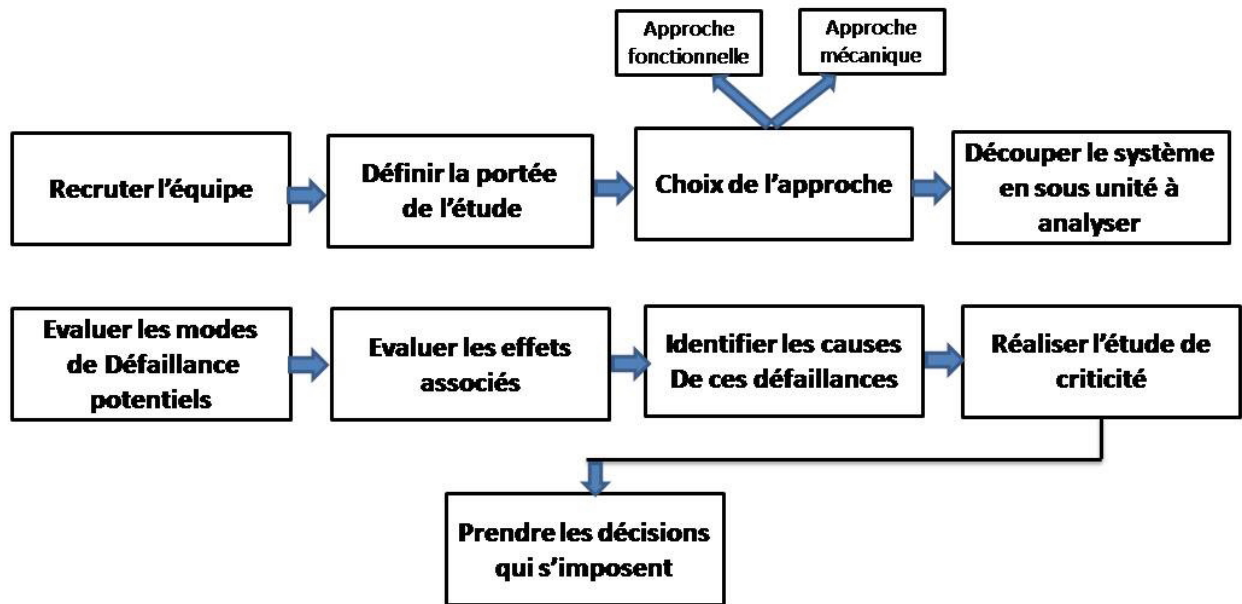 Approche
fonctionnelle
Approche
mécanique
Recruter l’équipe
Définir la portée
de l’étude
Choix de l’approche
Découper le système
en sous unité à
analyser
Evaluer les modes
de Défaillance
potentiels
Evaluer les effets
associés
Identifier les causes
De ces défaillances
Réaliser l’étude de
criticité
Prendre les décisions
qui s’imposent